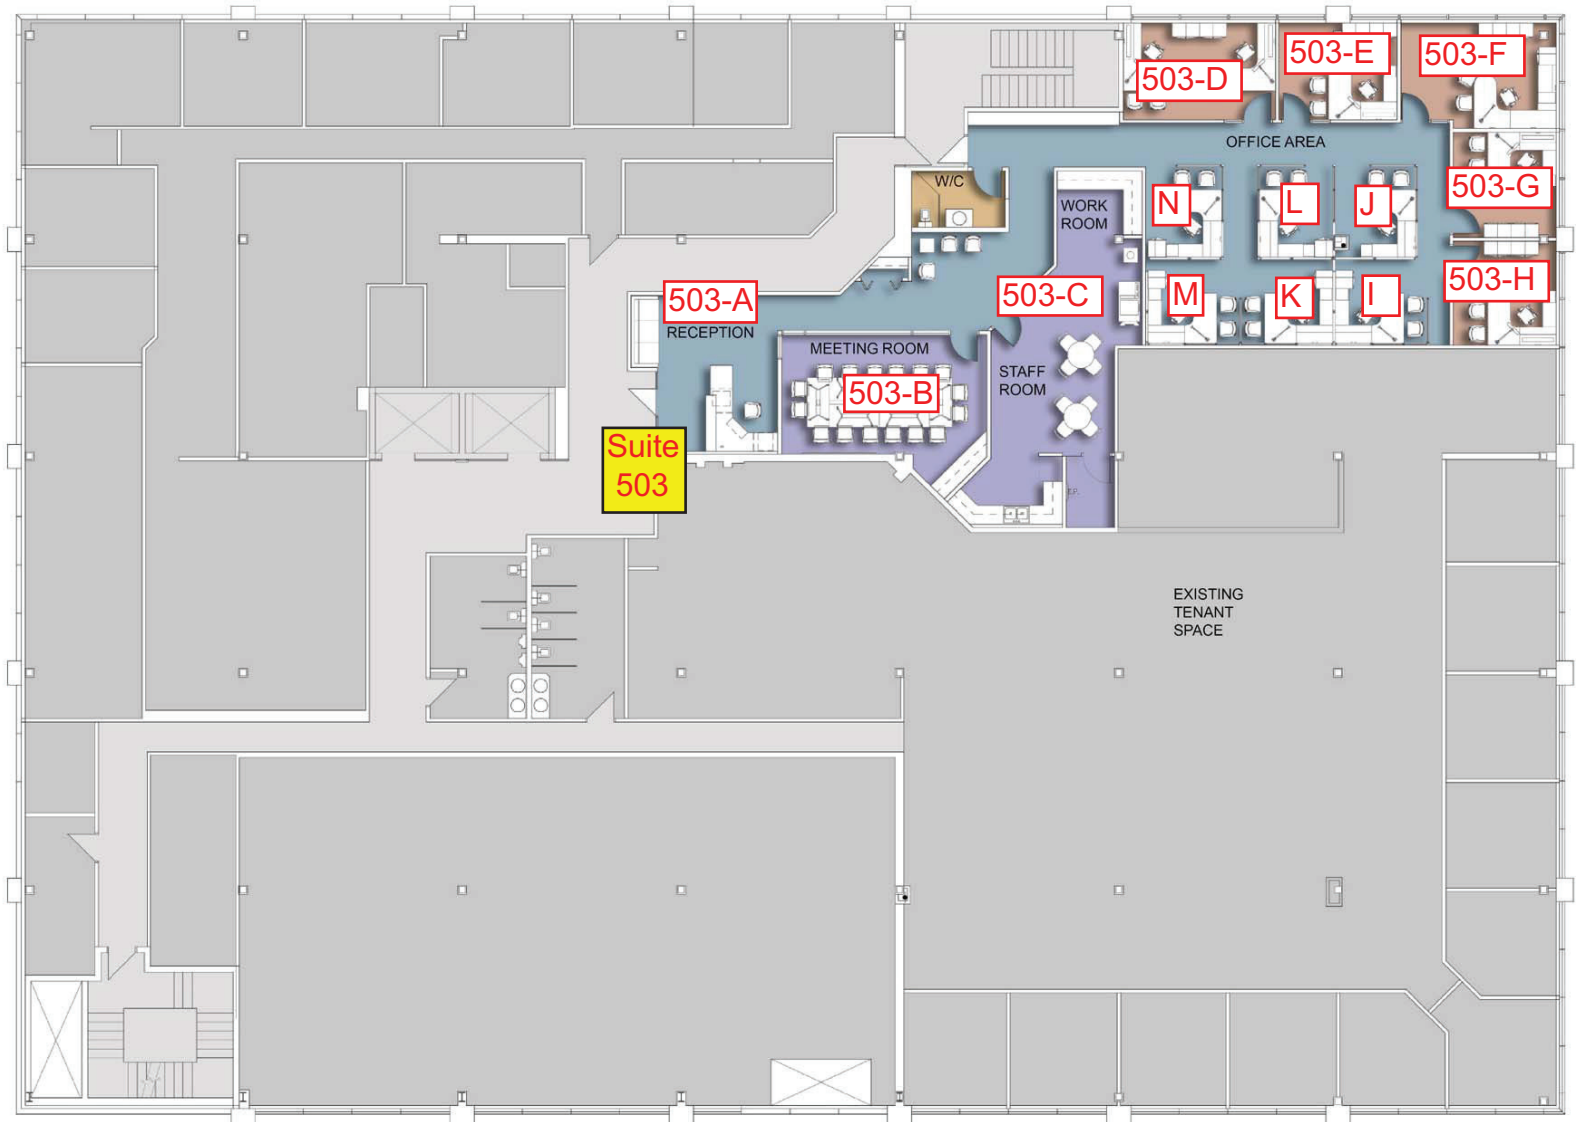 503-D
503-E
503-F
OFFICE AREA
W/C
WORK
ROOM
N
L
J
503-G
503-A
RECEPTION
503-C
M
K
I
503-H
MEETING ROOM
503-B
STAFF
ROOM
Suite
503
EXISTING
TENANT
SPACE